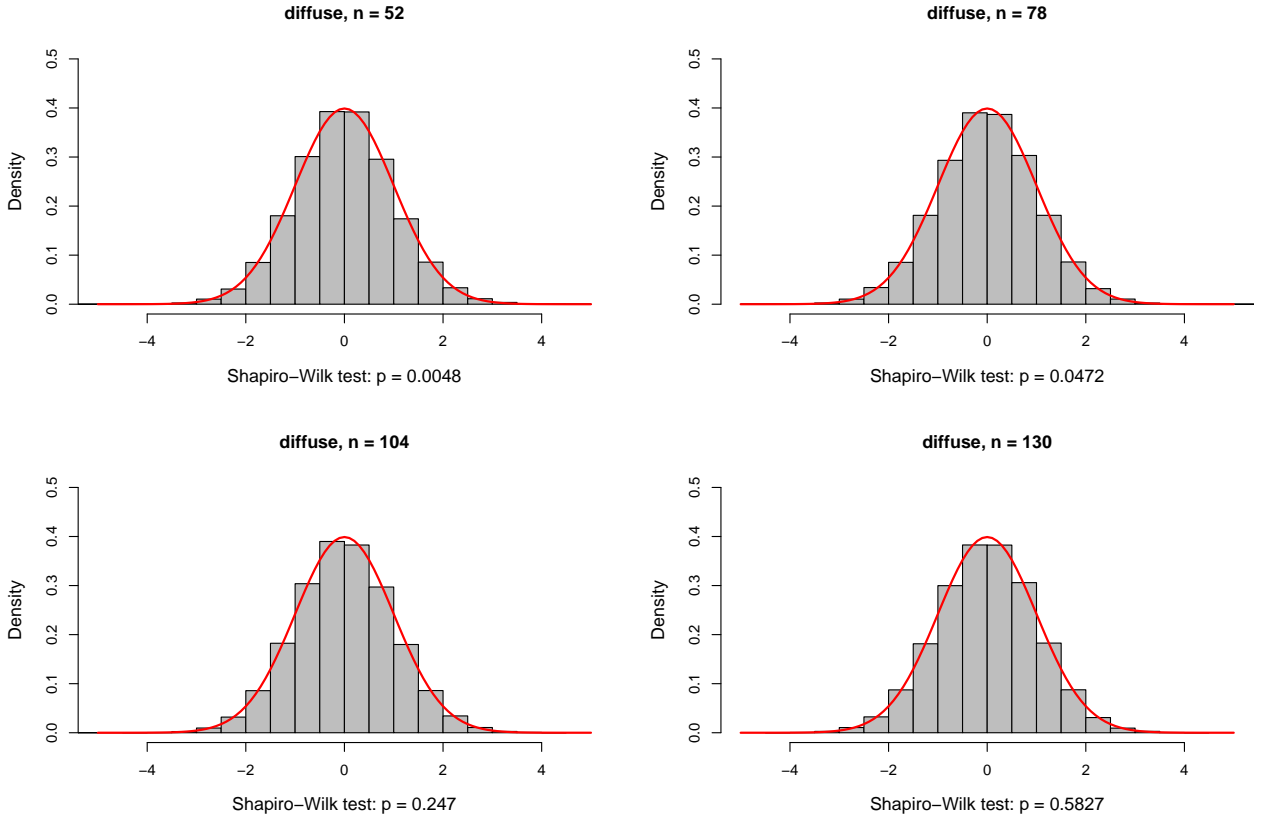 diffuse, n = 52
Density
0.0 0.1 0.2 0.3 0.4 0.5
−4 −2 0 2 4
Shapiro−Wilk test: p = 0.0048
diffuse, n = 78
Density
0.0 0.1 0.2 0.3 0.4 0.5
−4 −2 0 2 4
Shapiro−Wilk test: p = 0.0472
diffuse, n = 104
Density
0.0 0.1 0.2 0.3 0.4 0.5
−4 −2 0 2 4
Shapiro−Wilk test: p = 0.247
diffuse, n = 130
Density
0.0 0.1 0.2 0.3 0.4 0.5
−4 −2 0 2 4
Shapiro−Wilk test: p = 0.5827